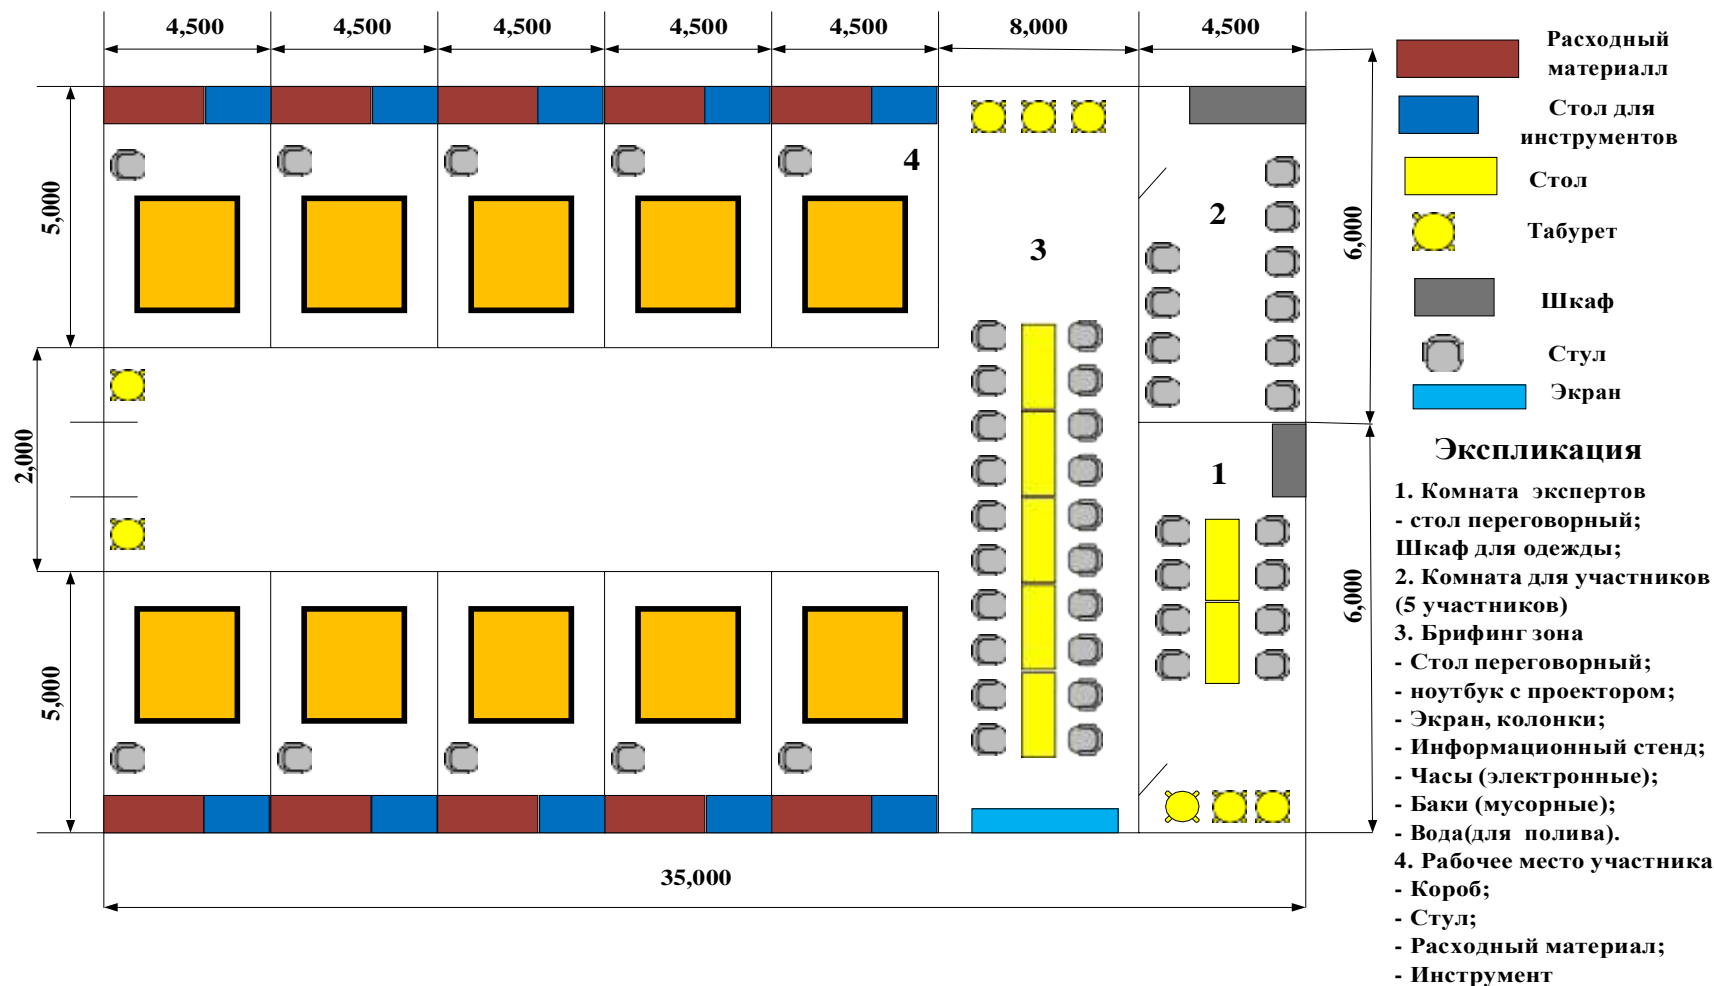 4,500
4,500
4,500
4,500
4,500
8,000
4,500
5,000
2,000
5,000
6,000
6,000
35,000
4
3
2
1
Расходный
материалл
Стол для
инструментов
Стол
Табурет
Шкаф
Стул
Экран
Экспликация
1. Комната экспертов
- стол переговорный;
Шкаф для одежды;
2. Комната для участников
(5 участников)
3. Брифинг зона
- Стол переговорный;
- ноутбук с проектором;
- Экран, колонки;
- Информационный стенд;
- Часы (электронные);
- Баки (мусорные);
- Вода(для полива).
4. Рабочее место участника
- Короб;
- Стул;
- Расходный материал;
- Инструмент